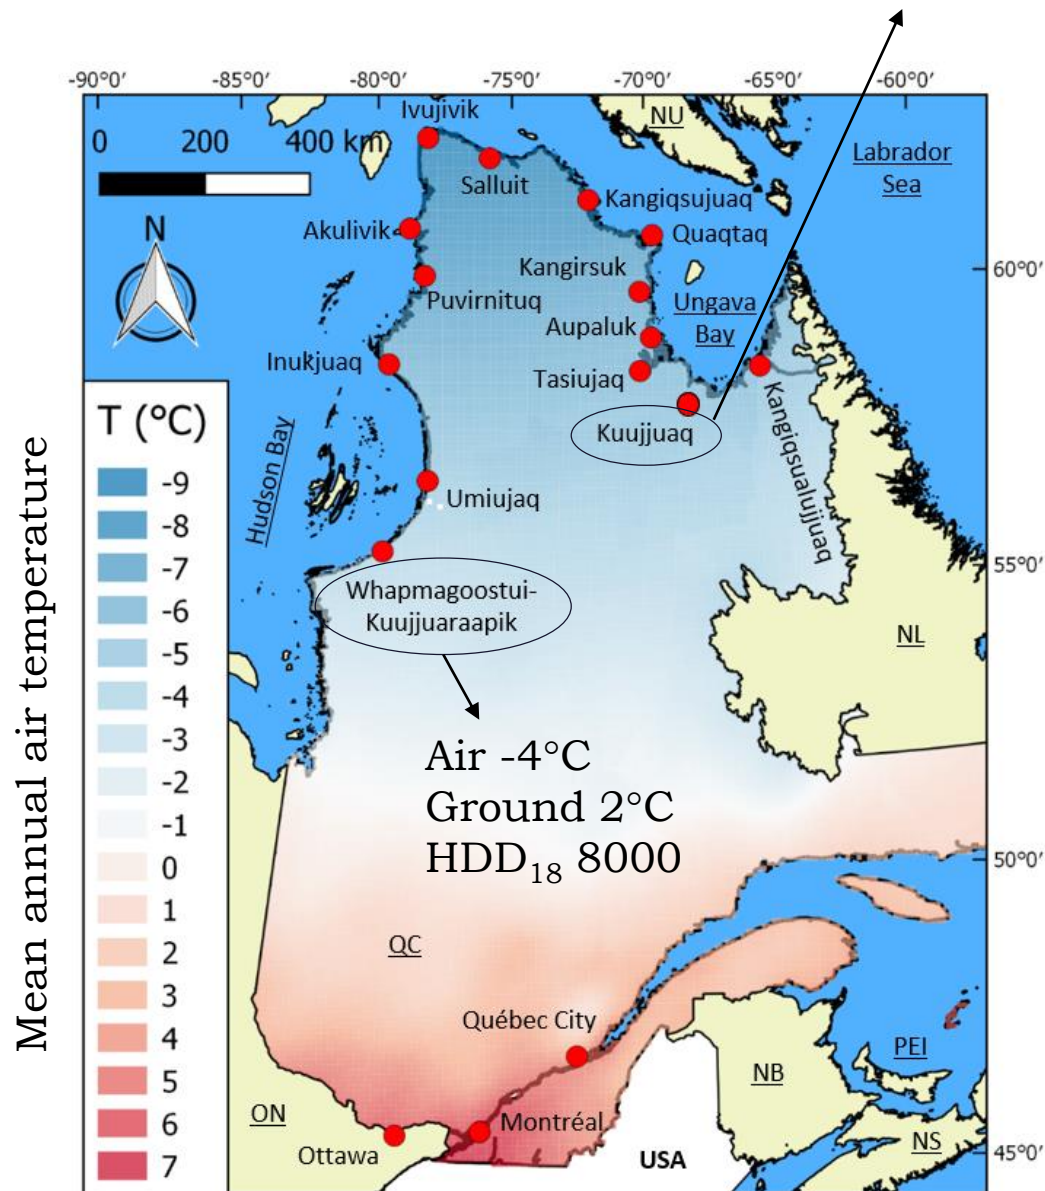 -90°0′ -85°0′ -80°0′ -75°0′ -70°0′ -65°0′ -60°0′
Ivujivik
NU
0 200 400 km
Labrador
Sea
Salluit
Kangiqsujuaq
N
Akulivik
Quaqtaq
Kangirsuk
60°0′
Puvirnituq
Ungava
Bay
Aupaluk
Inukjuaq
Tasiujaq
Kangiqsualujjuaq
T (°C)
Kuujjuaq
Hudson Bay
-9
-8
-7
-6
-5
-4
-3
-2
-1
0
1
2
3
4
5
6
7
Mean annual air temperature
Umiujaq
55°0′
Whapmagoostui-
Kuujjuaraapik
NL
Air -4°C
Ground 2°C
HDD18 8000
50°0′
QC
Québec City
PEI
NB
ON
Montréal
NS
Ottawa
USA
45°0′